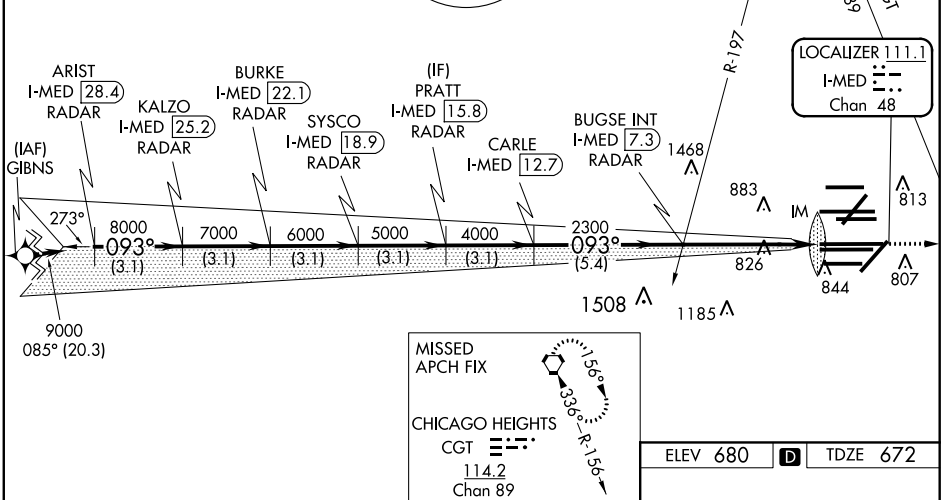 R-197
LOCALIZER 111.1
I-MED
Chan 48
ARIST
I-MED 28.4
RADAR
KALZO
I-MED 25.2
RADAR
BURKE
I-MED 22.1
RADAR
SYSCO
I-MED 18.9
RADAR
(IF)
PRATT
I-MED 15.8
RADAR
CARLE
I-MED 12.7
BUGSE INT
I-MED 7.3
RADAR
(IAF)
GIBNS
1468
883
IM
813
273°
8000
093°
(3.1)
7000
(3.1)
6000
(3.1)
5000
(3.1)
4000
(3.1)
2300
093°
(5.4)
826
844
807
1508
1185
9000
085° (20.3)
MISSED
APCH FIX
156°
336°
R-156
CHICAGO HEIGHTS
CGT
114.2
Chan 89
ELEV 680
D
TDZE 672